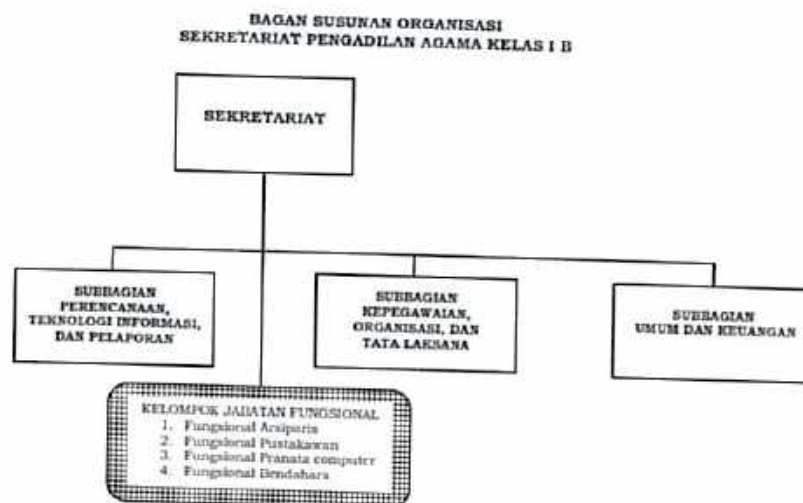 BAGAN SUSUNAN ORGANISASI
SEKRETARIAT PENGADILAN AGAMA KELAS I B
SEKRETARIAT
SUBBAGIAN
PERENCANAAN,
TEKNOLOGI INFORMASI,
DAN PELAPORAN
SUBBAGIAN
KEPEGAWAIAN,
ORGANISASI, DAN
TATA LAKSANA
SUBBAGIAN
UMUM DAN KEUANGAN
KELOMPOK JABATAN FUNGSIONAL
1. Fungsional Arsiparis
2. Fungsional Pustakawan
3. Fungsional Pranata computer
4. Fungsional Bendahara